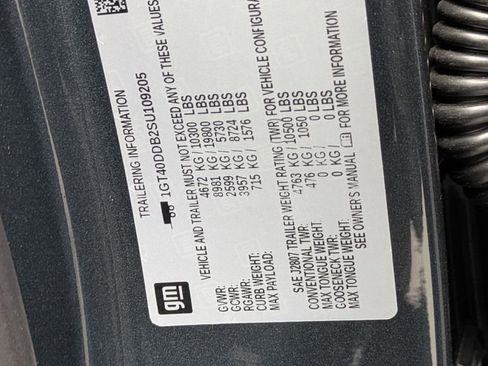 gm
TRAILERING INFORMATION
1GT40DDB2SU109205
VEHICLE AND TRAILER MUST NOT EXCEED ANY OF THESE VALUES
GVWR: 4672 KG/10300 LBS
GCWR: 8981 KG/19800 LBS
RGAWR: 2599 KG/ 5730 LBS
CURB WEIGHT: 3957 KG/ 8724 LBS
MAX PAYLOAD: 715 KG/ 1576 LBS
SAE J2807 TRAILER WEIGHT RATING (TWR) FOR VEHICLE CONFIGURA
CONVENTIONAL TWR: 4763 KG/10500 LBS
MAX TONGUE WEIGHT: 476 KG/ 1050 LBS
GOOSENECK TWR: 0 KG/ 0 LBS
MAX TONGUE WEIGHT: 0 KG/ 0 LBS
SEE OWNER'S MANUAL FOR MORE INFORMATION